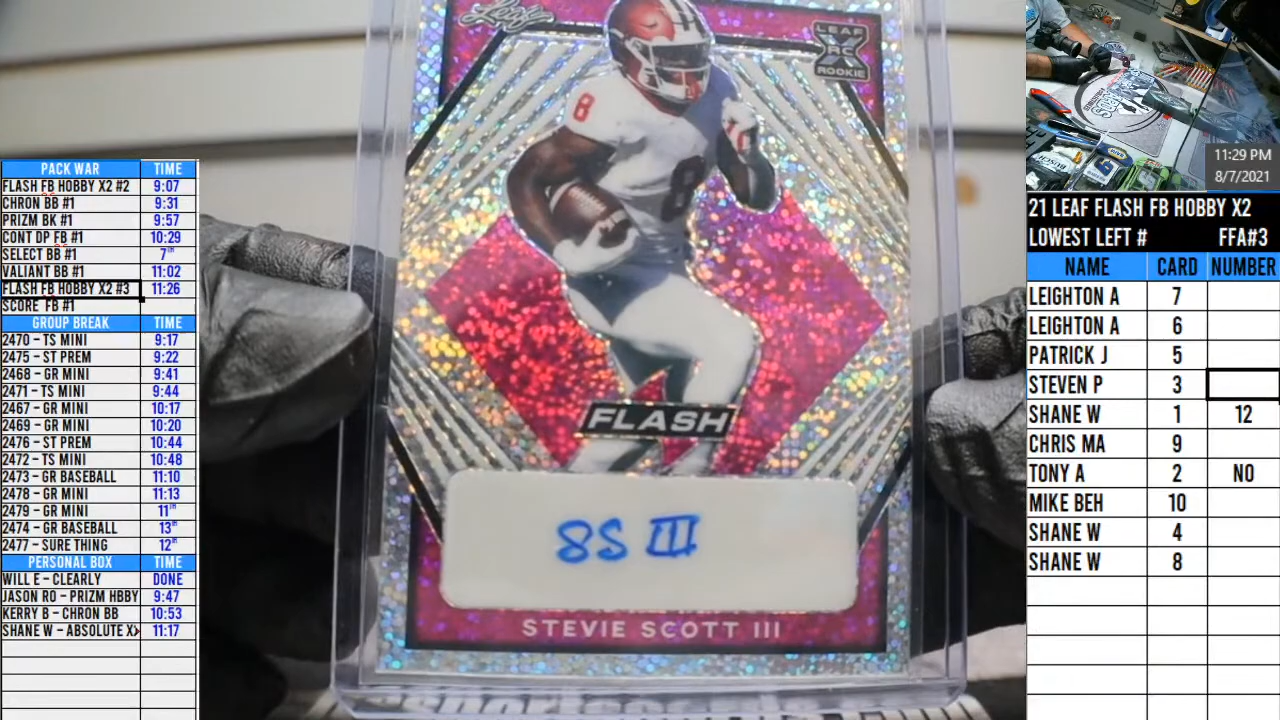 PACK WAR TIME
FLASH FB HOBBY X2 #2 9:07
CHRON BB #1 9:31
PRIZM BK #1 9:57
CONT DP FB #1 10:29
SELECT BB #1 7TH
VALIANT BB #1 11:02
FLASH FB HOBBY X2 #3 11:26
SCORE FB #1
GROUP BREAK TIME
2470 - TS MINI 9:17
2475 - ST PREM 9:22
2468 - GR MINI 9:41
2471 - TS MINI 9:44
2467 - GR MINI 10:17
2469 - GR MINI 10:20
2476 - ST PREM 10:44
2472 - TS MINI 10:48
2473 - GR BASEBALL 11:10
2478 - GR MINI 11:13
2479 - GR MINI 11TH
2474 - GR BASEBALL 13TH
2477 - SURE THING 12TH
PERSONAL BOX TIME
WILL E - CLEARLY DONE
JASON RO - PRIZM HBBY 9:47
KERRY B - CHRON BB 10:53
SHANE W - ABSOLUTE X 11:17
Leaf
LEAF
X
RC
ROOKIE
8
8
FLASH
8S III
STEVIE SCOTT III
BUSCH
11:29 PM
8/7/2021
21 LEAF FLASH FB HOBBY X2
LOWEST LEFT # FFA#3
NAME CARD NUMBER
LEIGHTON A 7
LEIGHTON A 6
PATRICK J 5
STEVEN P 3
SHANE W 1 12
CHRIS MA 9
TONY A 2 NO
MIKE BEH 10
SHANE W 4
SHANE W 8